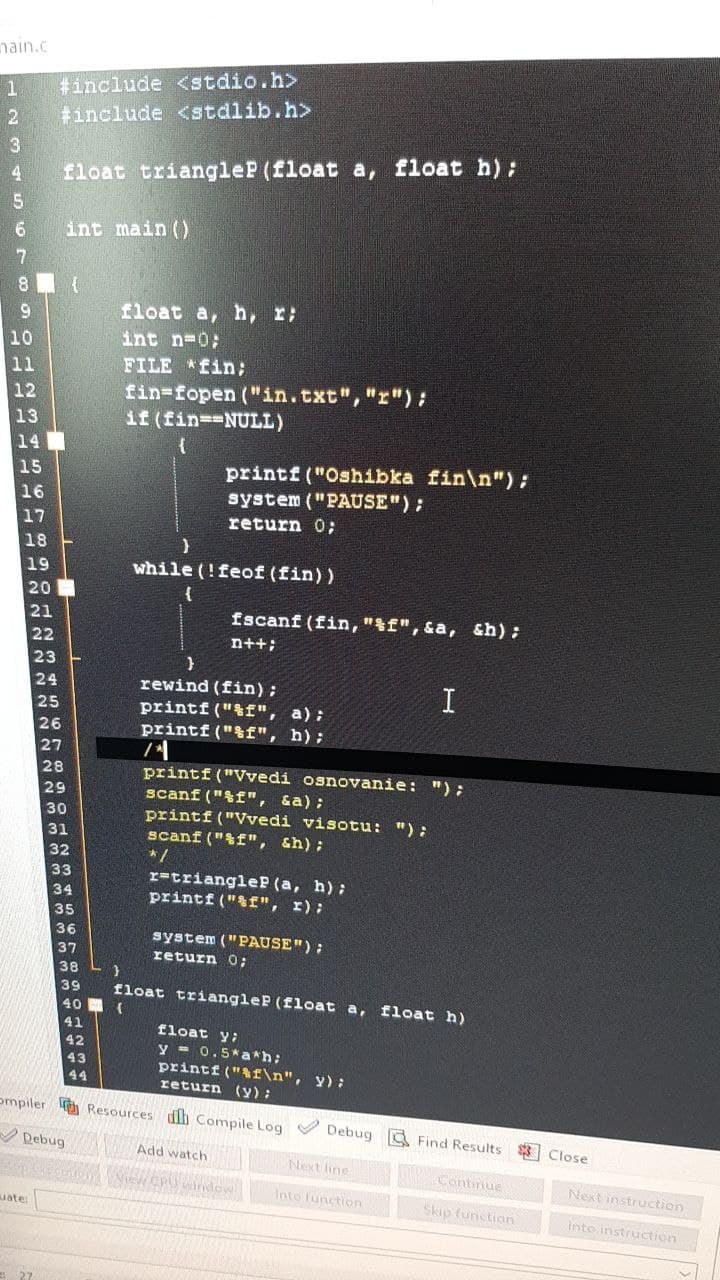 main.c
1 #include <stdio.h>
2 #include <stdlib.h>
3
4 float triangleP(float a, float h);
5
6 int main()
7
8 {
9 float a, h, r;
10 int n=0;
11 FILE *fin;
12 fin=fopen("in.txt","r");
13 if(fin==NULL)
14 {
15 printf("Oshibka fin\n");
16 system("PAUSE");
17 return 0;
18 }
19 while(!feof(fin))
20 {
21 fscanf(fin,"%f",&a, &h);
22 n++;
23 }
24 rewind(fin);
25 printf("%f", a);
26 printf("%f", h);
27 /*
28 printf("Vvedi osnovanie: ");
29 scanf("%f", &a);
30 printf("Vvedi visotu: ");
31 scanf("%f", &h);
32 */
33 r=triangleP(a, h);
34 printf("%f", r);
35
36 system("PAUSE");
37 return 0;
38 }
39 float triangleP(float a, float h)
40 {
41 float y;
42 y = 0.5*a*h;
43 printf("%f\n", y);
44 return (y);
ompiler Resources Compile Log Debug Find Results Close
Debug Add watch Next line Continue Next instruction
View CPU window Into function Skip function Into instruction
uate:
27